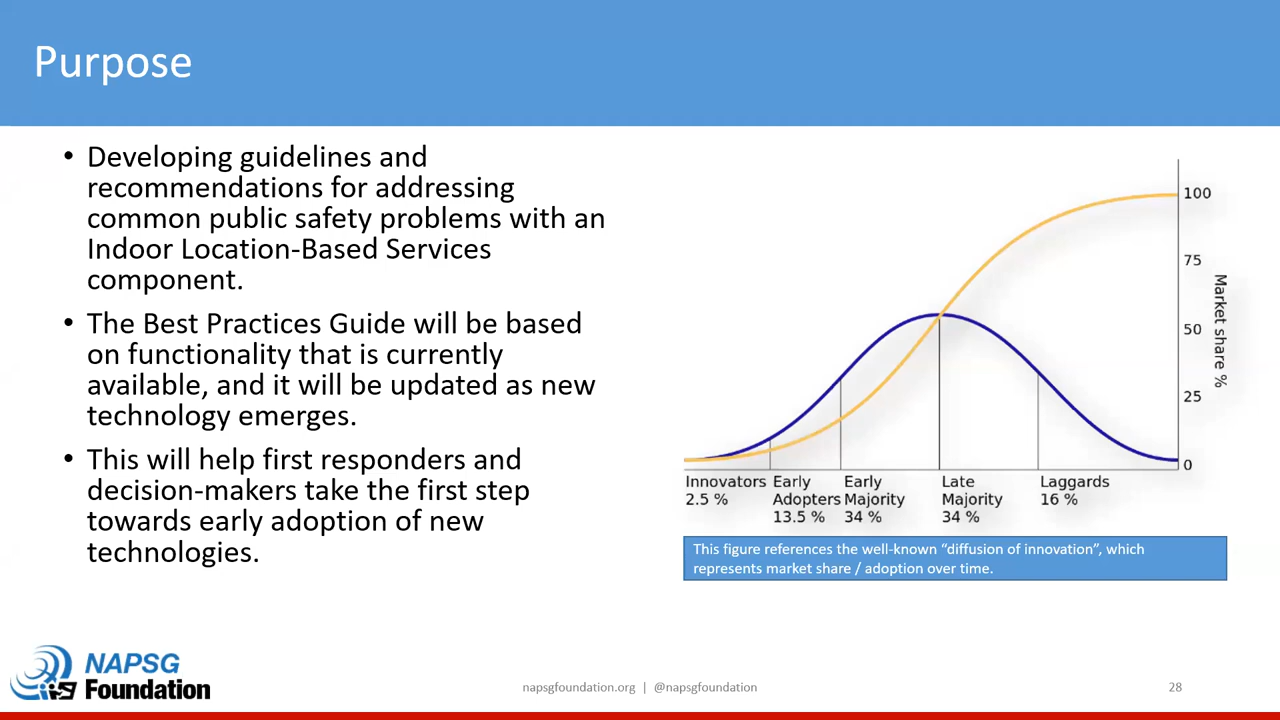 Purpose
• Developing guidelines and
recommendations for addressing
common public safety problems with an
Indoor Location-Based Services
component.
• The Best Practices Guide will be based
on functionality that is currently
available, and it will be updated as new
technology emerges.
• This will help first responders and
decision-makers take the first step
towards early adoption of new
technologies.
100
75
50
25
0
Market share %
Innovators
2.5 %
Early
Adopters
13.5 %
Early
Majority
34 %
Late
Majority
34 %
Laggards
16 %
This figure references the well-known “diffusion of innovation”, which
represents market share / adoption over time.
NAPSG
Foundation
napsgfoundation.org | @napsgfoundation
28